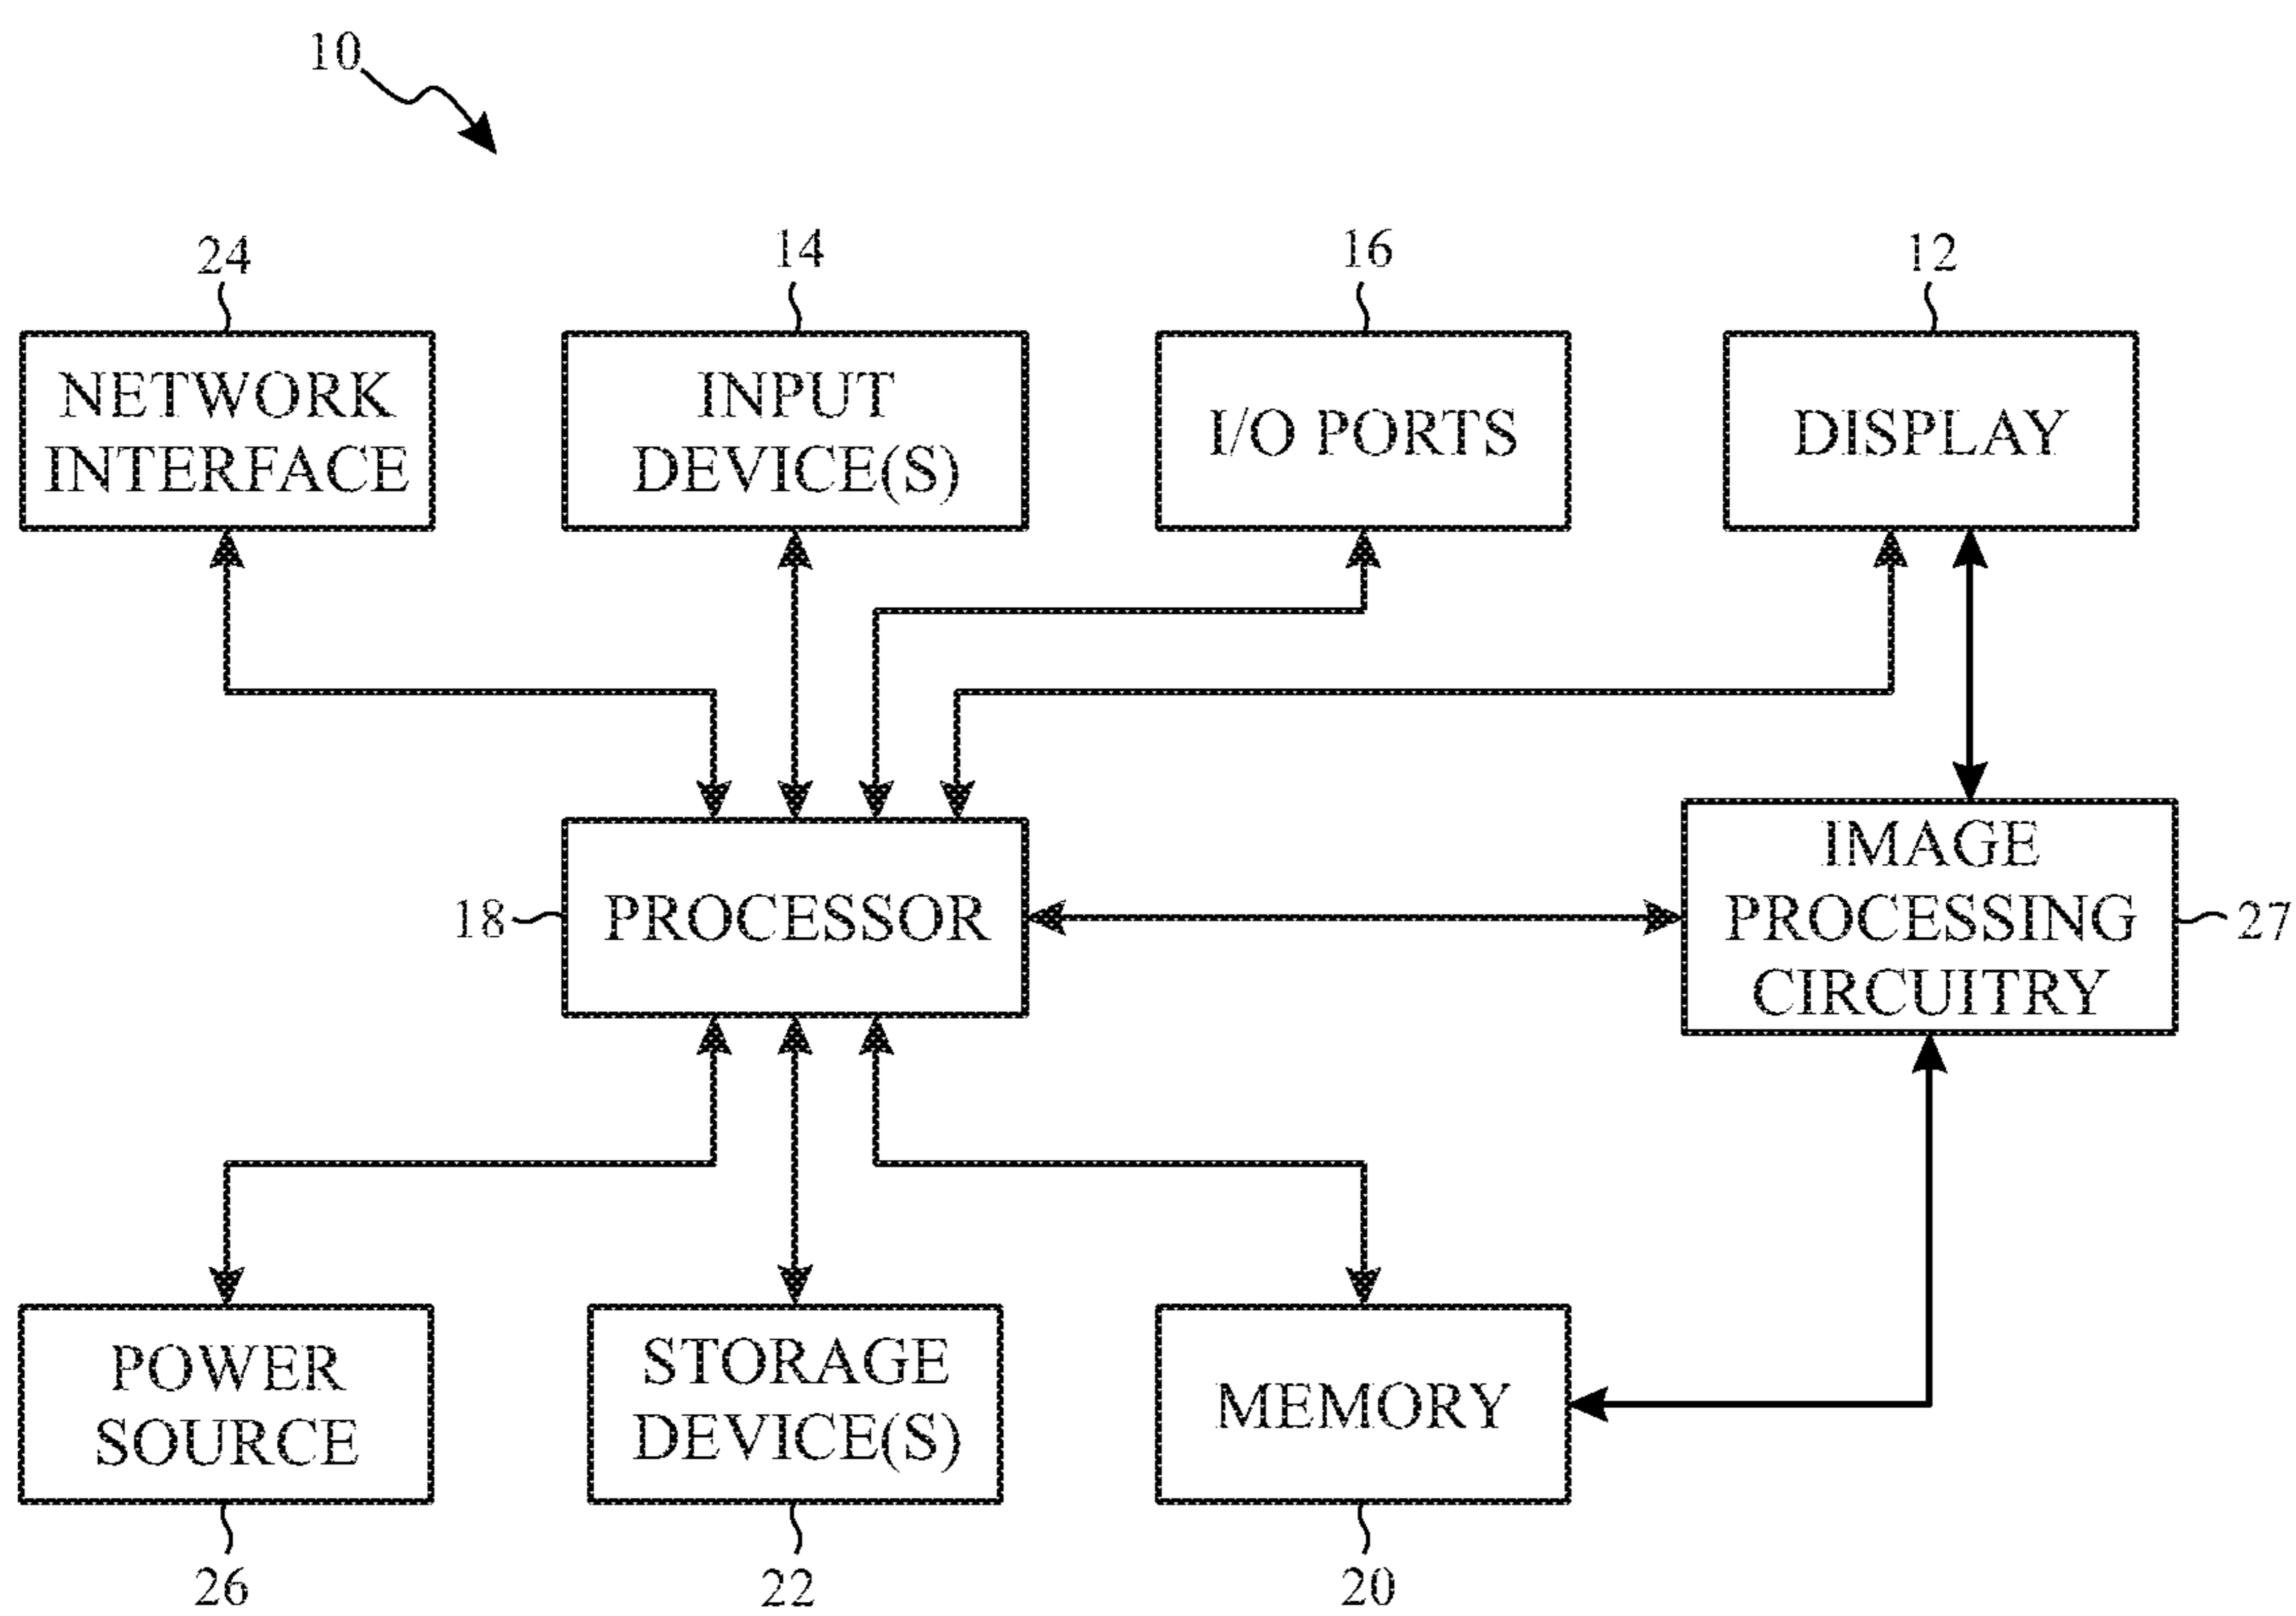 10
24
14
16
12
NETWORK
INTERFACE
INPUT
DEVICE(S)
I/O PORTS
DISPLAY
18
PROCESSOR
IMAGE
PROCESSING
CIRCUITRY
27
POWER
SOURCE
STORAGE
DEVICE(S)
MEMORY
26
22
20